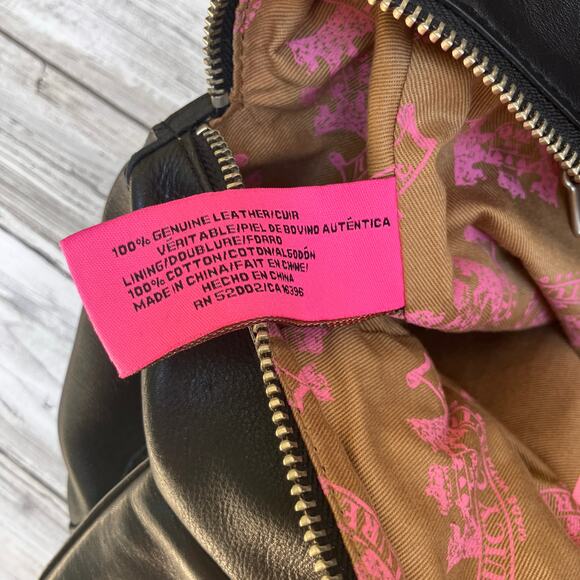 100% GENUINE LEATHER/CUIR
VÉRITABLE/PIEL DE BOVINO AUTÉNTICA
LINING/DOUBLURE/FORRO
100% COTTON/COTON/ALGODÓN
MADE IN CHINA/FAIT EN CHINE/
HECHO EN CHINA
RN 52002/CA16396
JUICY